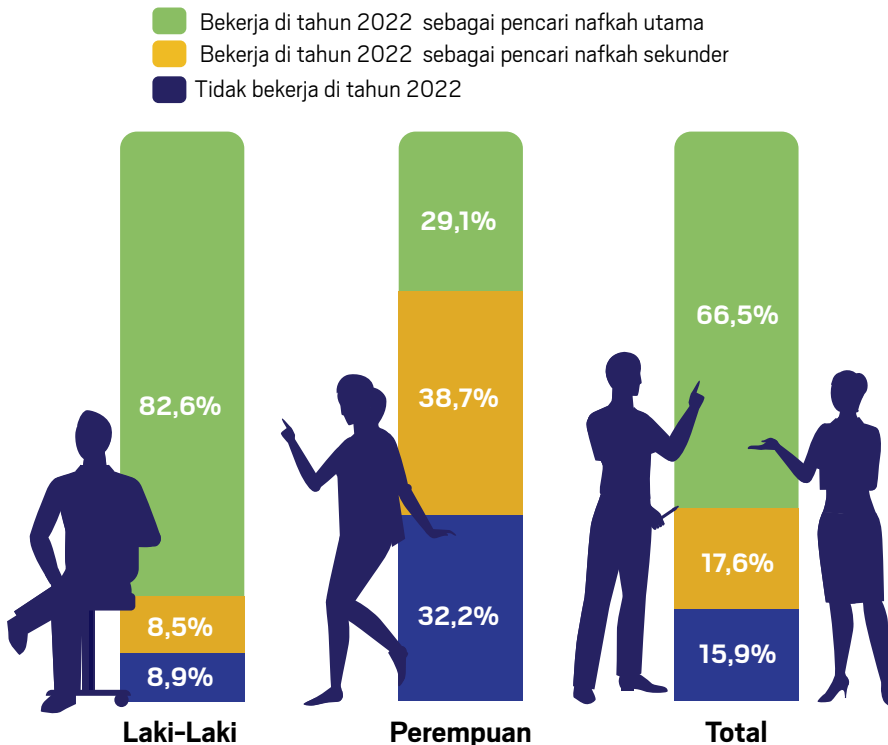 Bekerja di tahun 2022 sebagai pencari nafkah utama
Bekerja di tahun 2022 sebagai pencari nafkah sekunder
Tidak bekerja di tahun 2022
82,6%
8,5%
8,9%
Laki-Laki
29,1%
38,7%
32,2%
Perempuan
66,5%
17,6%
15,9%
Total